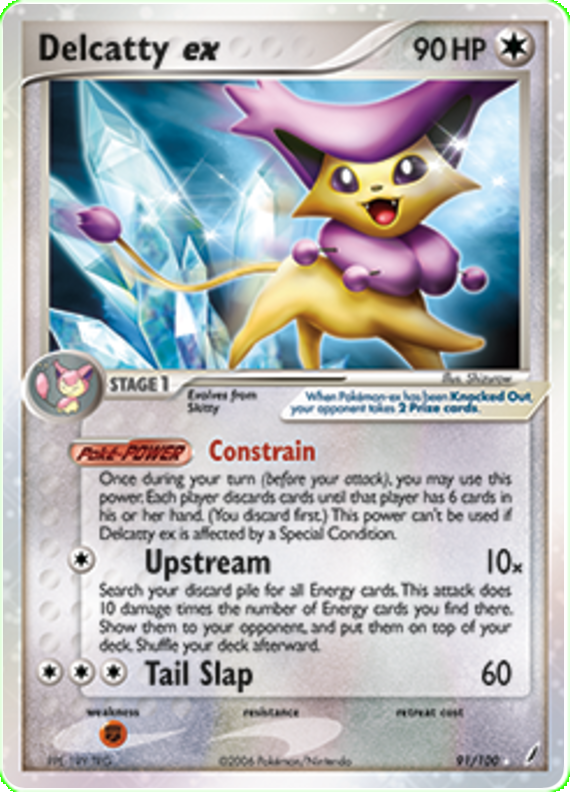 Delcatty ex 90 HP
Illus. Shizurow
STAGE 1
Evolves from
Skitty
When Pokémon-ex has been Knocked Out,
your opponent takes 2 Prize cards.
Poké-POWER Constrain
Once during your turn (before your attack), you may use this
power. Each player discards cards until that player has 6 cards in
his or her hand. (You discard first.) This power can't be used if
Delcatty ex is affected by a Special Condition.
Upstream 10x
Search your discard pile for all Energy cards. This attack does
10 damage times the number of Energy cards you find there.
Show them to your opponent, and put them on top of your
deck. Shuffle your deck afterward.
Tail Slap 60
weakness resistance retreat cost
©2006 Pokémon/Nintendo 91/100